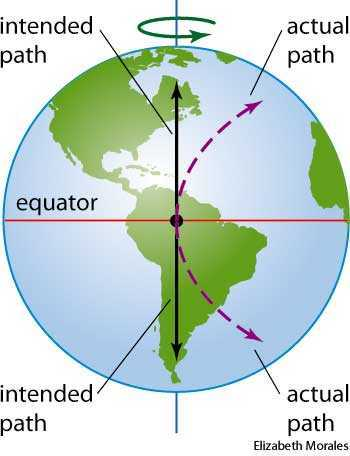 intended
path
actual
path
equator
intended
path
actual
path
Elizabeth Morales